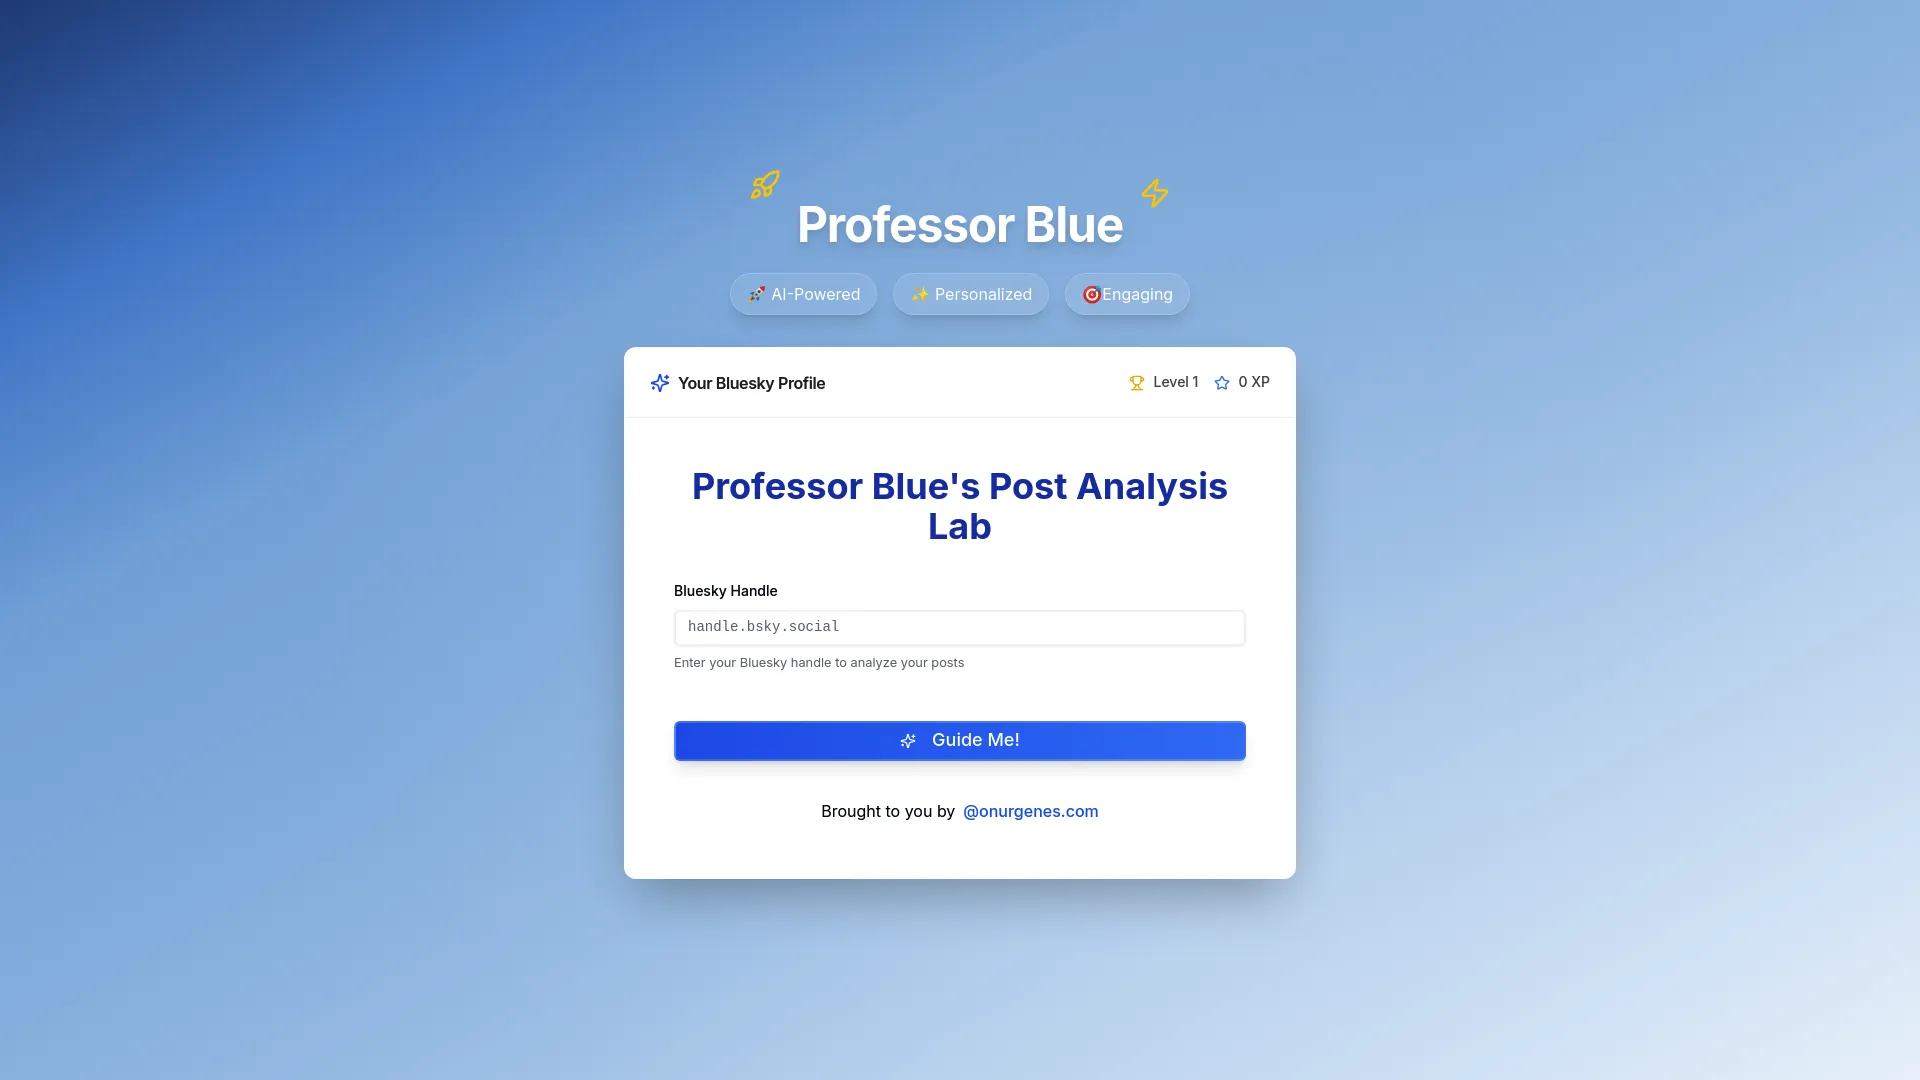 Professor Blue
🚀 AI-Powered
✨ Personalized
🎯Engaging
Your Bluesky Profile
Level 1
0 XP
Professor Blue's Post Analysis
Lab
Bluesky Handle
handle.bsky.social
Enter your Bluesky handle to analyze your posts
Guide Me!
Brought to you by @onurgenes.com